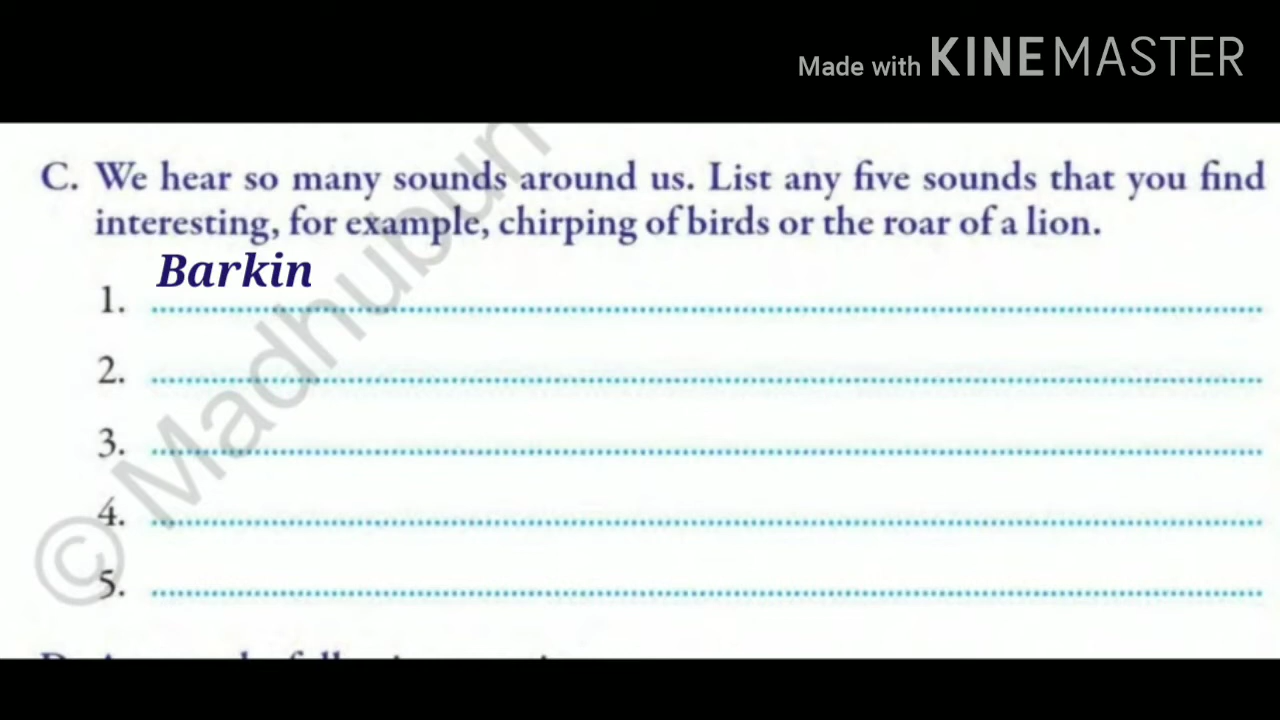 Made with KINEMASTER
C. We hear so many sounds around us. List any five sounds that you find
interesting, for example, chirping of birds or the roar of a lion.
Barkin
1.
2.
3.
4.
5.
© Madhubun